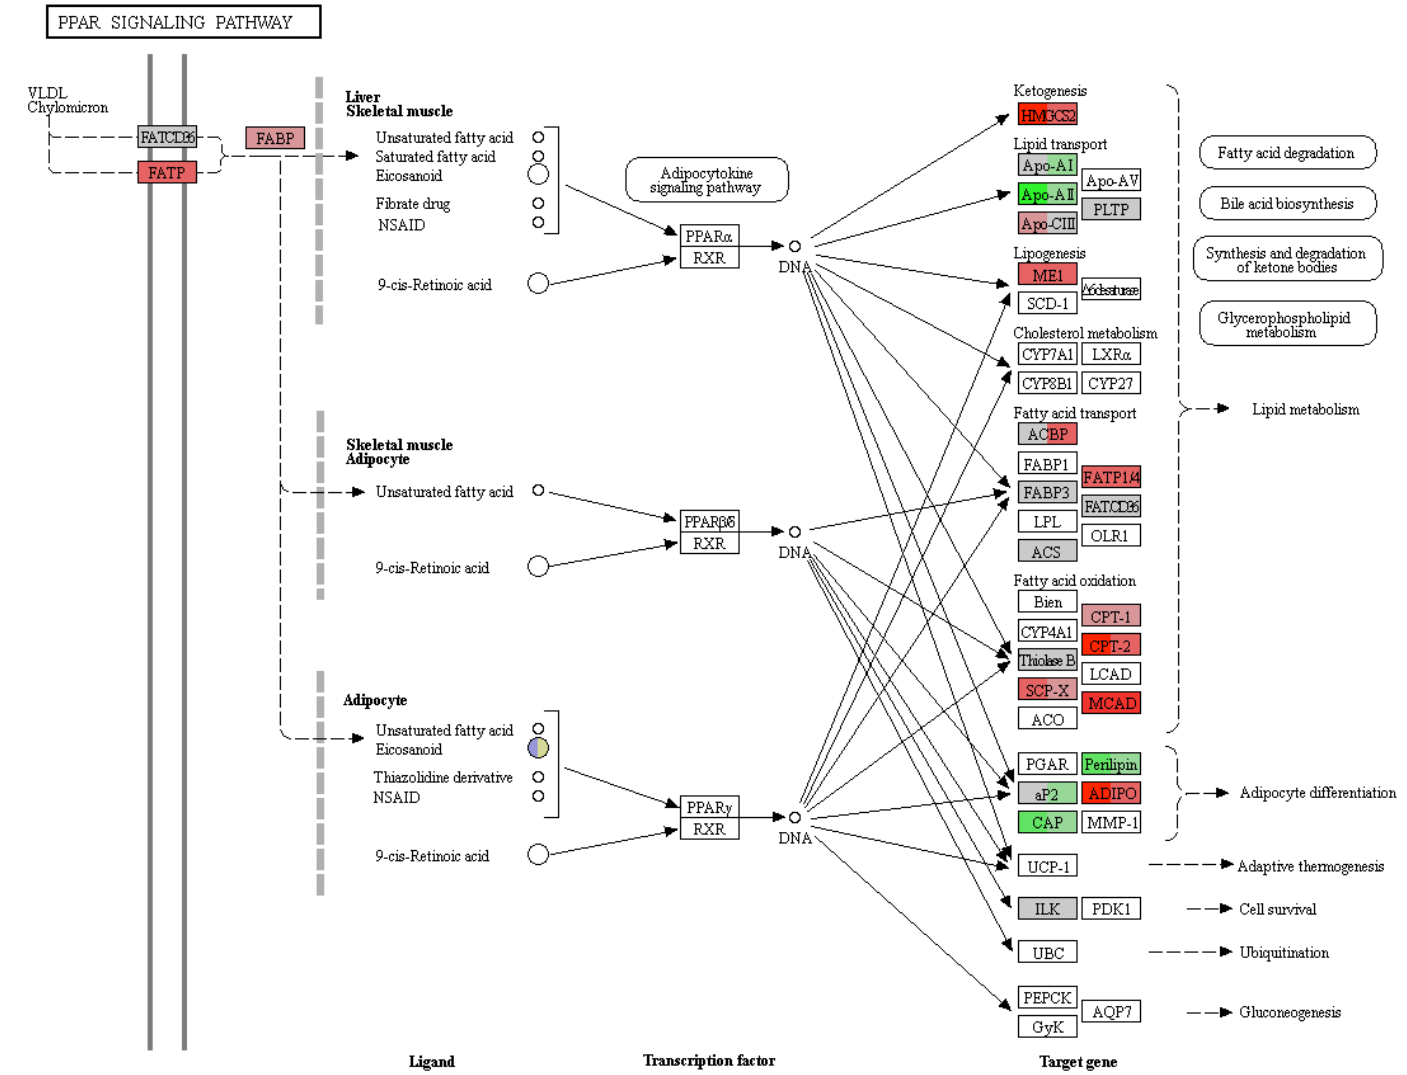 PPAR SIGNALING PATHWAY
VLDL
Chylomicron
FATCD36
FATP
FABP
Liver
Skeletal muscle
Unsaturated fatty acid
Saturated fatty acid
Eicosanoid
Fibrate drug
NSAID
9-cis-Retinoic acid
Adipocytokine
signaling pathway
PPARα
RXR
DNA
Skeletal muscle
Adipocyte
Unsaturated fatty acid
9-cis-Retinoic acid
PPARβ/δ
RXR
DNA
Adipocyte
Unsaturated fatty acid
Eicosanoid
Thiazolidine derivative
NSAID
9-cis-Retinoic acid
PPARγ
RXR
DNA
Ketogenesis
HMGCS2
Lipid transport
Apo-AI
Apo-AV
Apo-AII
PLTP
Apo-CIII
Lipogenesis
ME1
Δ6desaturase
SCD-1
Cholesterol metabolism
CYP7A1
LXRα
CYP8B1
CYP27
Fatty acid transport
ACBP
FABP1
FATP1/4
FABP3
FATCD36
LPL
OLR1
ACS
Fatty acid oxidation
Bien
CPT-1
CYP4A1
CPT-2
Thiolase B
LCAD
SCP-X
MCAD
ACO
PGAR
Perilipin
aP2
ADIPO
CAP
MMP-1
UCP-1
ILK
PDK1
UBC
PEPCK
AQP7
GyK
Fatty acid degradation
Bile acid biosynthesis
Synthesis and degradation
of ketone bodies
Glycerophospholipid
metabolism
Lipid metabolism
Adipocyte differentiation
Adaptive thermogenesis
Cell survival
Ubiquitination
Gluconeogenesis
Ligand
Transcription factor
Target gene